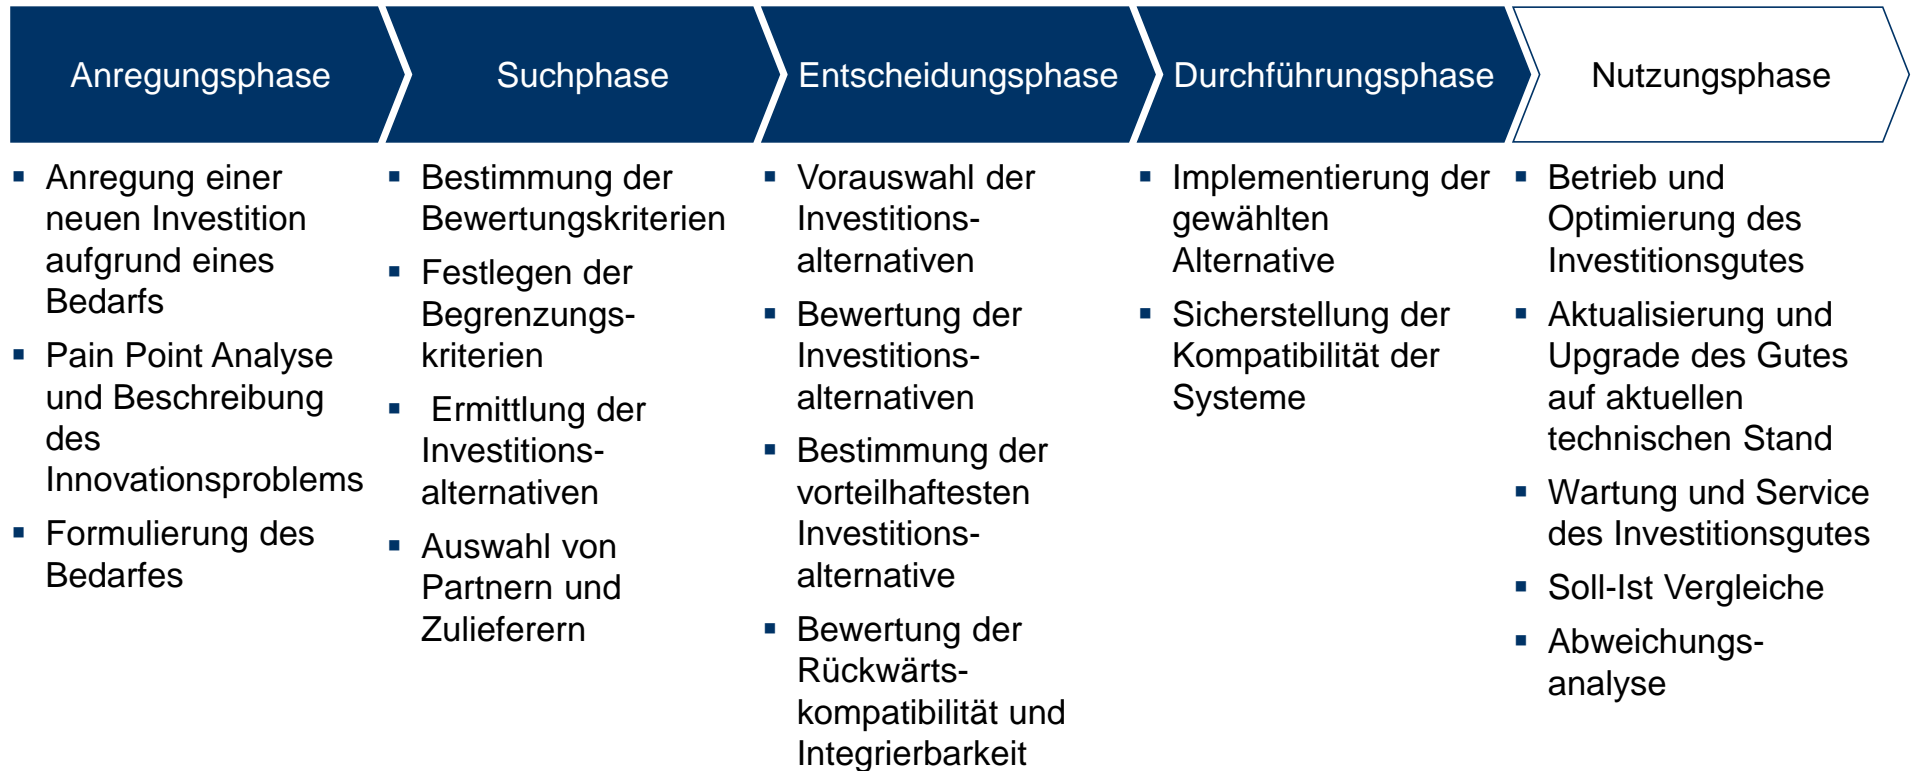 Anregungsphase
Suchphase
Entscheidungsphase
Durchführungsphase
Nutzungsphase
▪ Anregung einer
neuen Investition
aufgrund eines
Bedarfs
▪ Pain Point Analyse
und Beschreibung
des
Innovationsproblems
▪ Formulierung des
Bedarfes
▪ Bestimmung der
Bewertungskriterien
▪ Festlegen der
Begrenzungs-
kriterien
▪ Ermittlung der
Investitions-
alternativen
▪ Auswahl von
Partnern und
Zulieferern
▪ Vorauswahl der
Investitions-
alternativen
▪ Bewertung der
Investitions-
alternativen
▪ Bestimmung der
vorteilhaftesten
Investitions-
alternative
▪ Bewertung der
Rückwärts-
kompatibilität und
Integrierbarkeit
▪ Implementierung der
gewählten
Alternative
▪ Sicherstellung der
Kompatibilität der
Systeme
▪ Betrieb und
Optimierung des
Investitionsgutes
▪ Aktualisierung und
Upgrade des Gutes
auf aktuellen
technischen Stand
▪ Wartung und Service
des Investitionsgutes
▪ Soll-Ist Vergleiche
▪ Abweichungs-
analyse